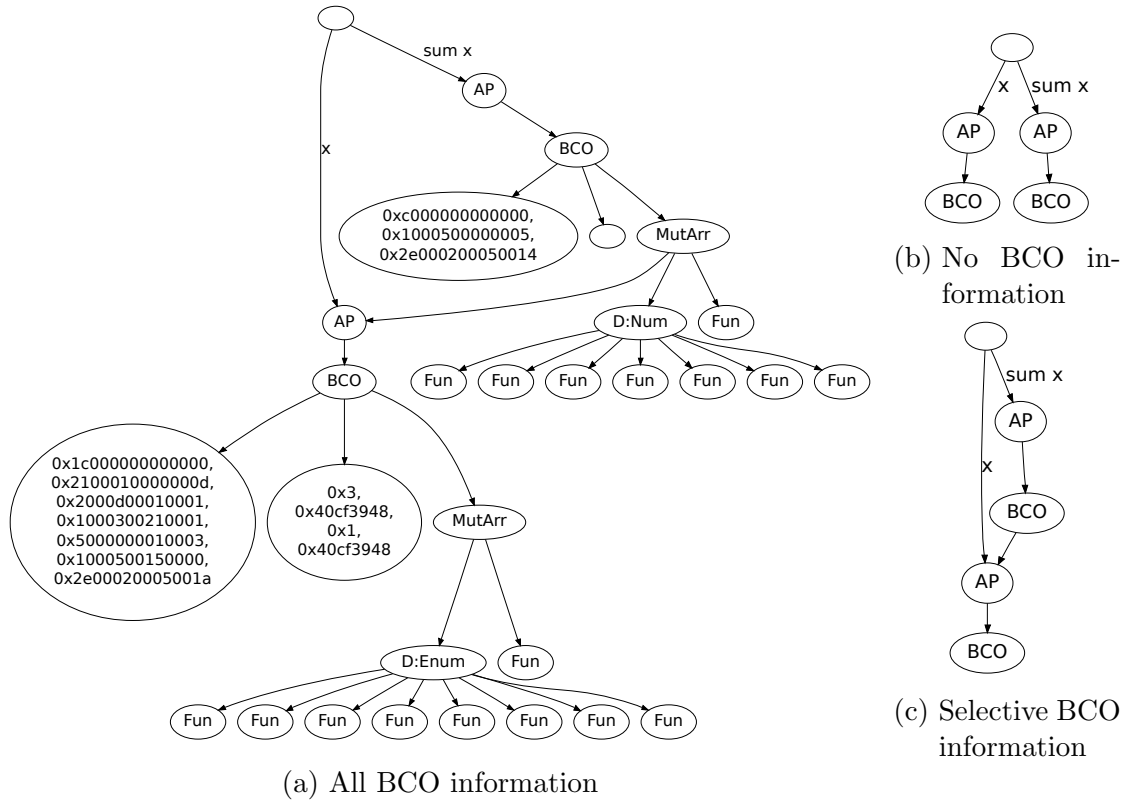 sum x
AP
x
BCO
0xc000000000000,
0x1000500000005,
0x2e000200050014
MutArr
AP
D:Num
Fun
Fun Fun Fun Fun Fun Fun Fun
BCO
0x1c000000000000,
0x2100010000000d,
0x2000d00010001,
0x1000300210001,
0x5000000010003,
0x1000500150000,
0x2e00020005001a
0x3,
0x40cf3948,
0x1,
0x40cf3948
MutArr
D:Enum
Fun
Fun Fun Fun Fun Fun Fun Fun Fun
(a) All BCO information
x sum x
AP AP
BCO BCO
(b) No BCO in-
formation
sum x
AP
x
BCO
AP
BCO
(c) Selective BCO
information